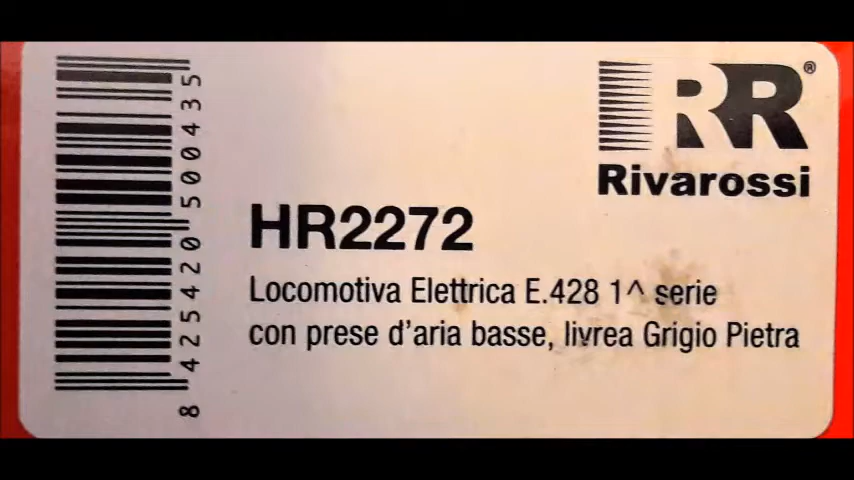 8 425420 500435
RR®
Rivarossi
HR2272
Locomotiva Elettrica E.428 1^ serie
con prese d'aria basse, livrea Grigio Pietra